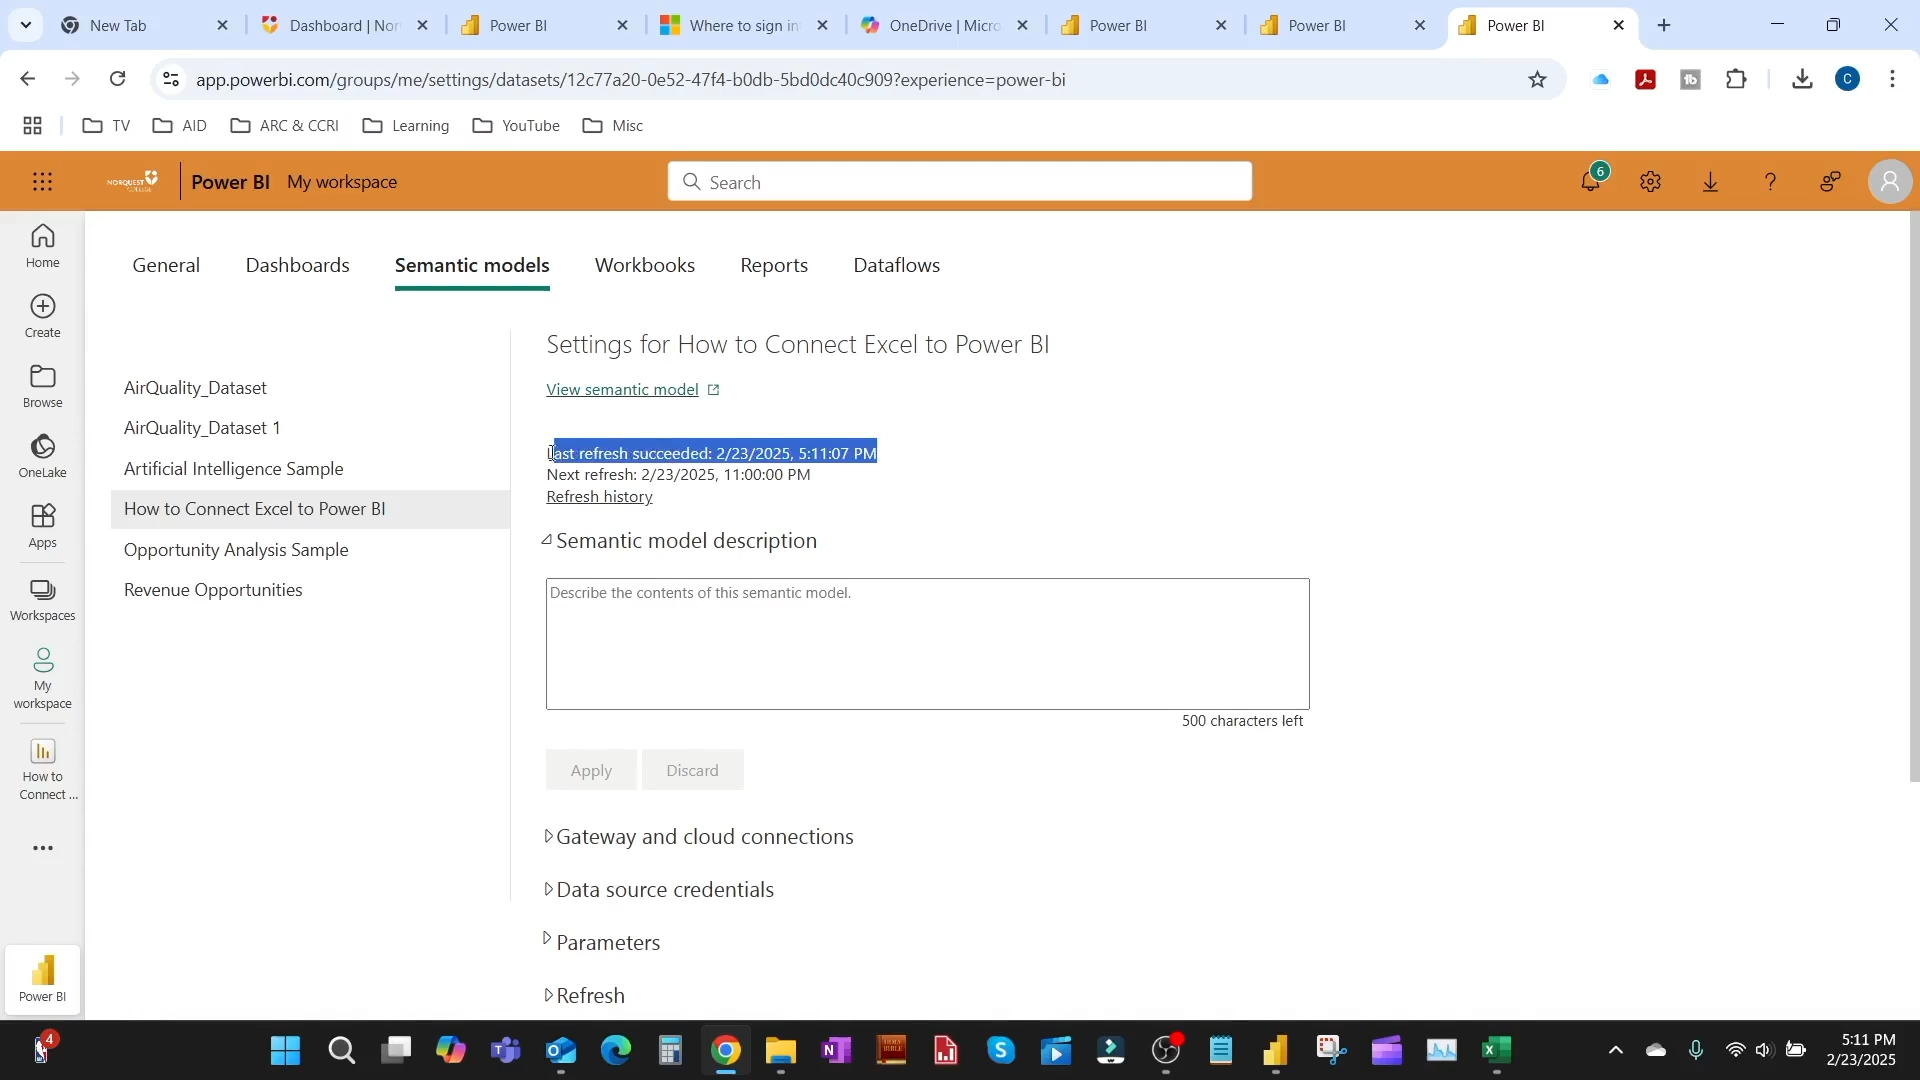 New Tab
Dashboard | Nor
Power BI
Where to sign in
OneDrive | Micro
Power BI
Power BI
Power BI
app.powerbi.com/groups/me/settings/datasets/12c77a20-0e52-47f4-b0db-5bd0dc40c909?experience=power-bi
C
TV
AID
ARC & CCRI
Learning
YouTube
Misc
NORQUEST
COLLEGE
Power BI
My workspace
Search
6
Home
Create
Browse
OneLake
Apps
Workspaces
My
workspace
How to
Connect ...
Power BI
General
Dashboards
Semantic models
Workbooks
Reports
Dataflows
AirQuality_Dataset
AirQuality_Dataset 1
Artificial Intelligence Sample
How to Connect Excel to Power BI
Opportunity Analysis Sample
Revenue Opportunities
Settings for How to Connect Excel to Power BI
View semantic model
Last refresh succeeded: 2/23/2025, 5:11:07 PM
Next refresh: 2/23/2025, 11:00:00 PM
Refresh history
Semantic model description
Describe the contents of this semantic model.
500 characters left
Apply
Discard
Gateway and cloud connections
Data source credentials
Parameters
Refresh
4
5:11 PM
2/23/2025